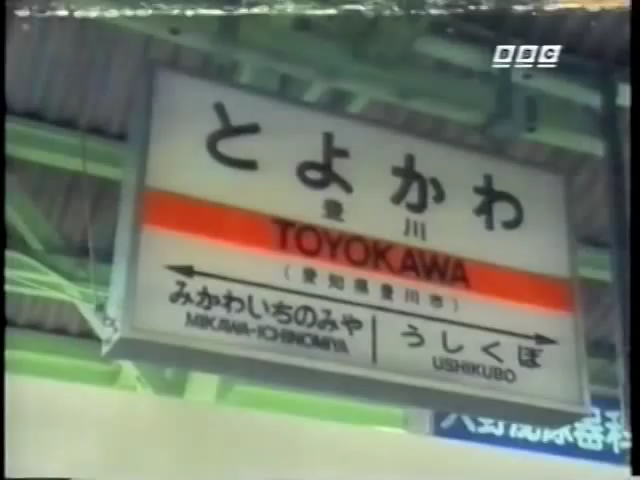 BBC
とよかわ
豊川
TOYOKAWA
(愛知県豊川市)
みかわいちのみや
MIKAWA-ICHINOMIYA
うしくぼ
USHIKUBO